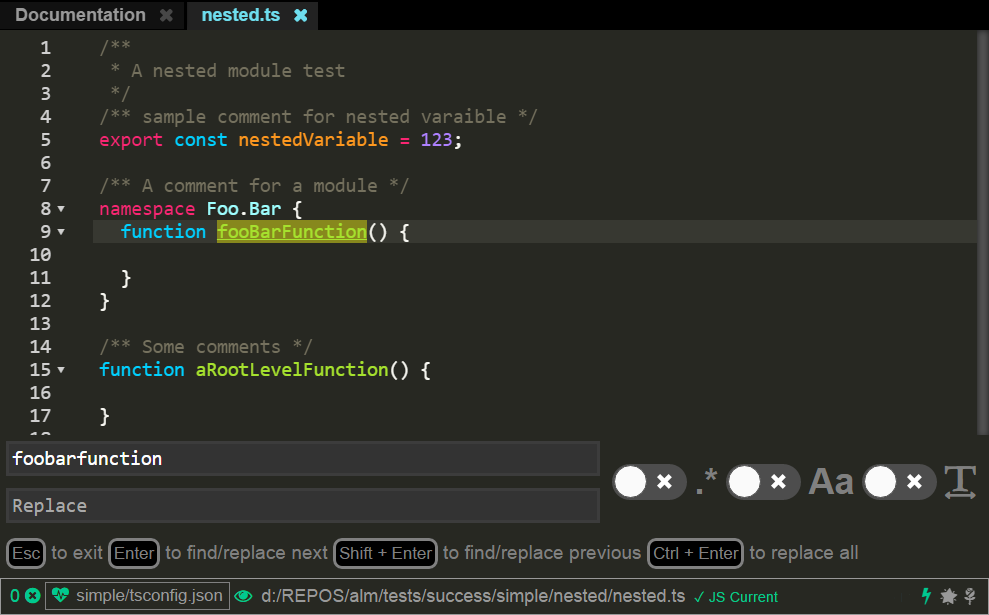 Documentation
nested.ts
1 /**
2  * A nested module test
3  */
4 /** sample comment for nested varaible */
5 export const nestedVariable = 123;
6
7 /** A comment for a module */
8 namespace Foo.Bar {
9   function fooBarFunction() {
10
11   }
12 }
13
14 /** Some comments */
15 function aRootLevelFunction() {
16
17 }
foobarfunction
.* Aa T
Replace
Esc to exit Enter to find/replace next Shift + Enter to find/replace previous Ctrl + Enter to replace all
0 simple/tsconfig.json d:/REPOS/alm/tests/success/simple/nested/nested.ts ✓ JS Current